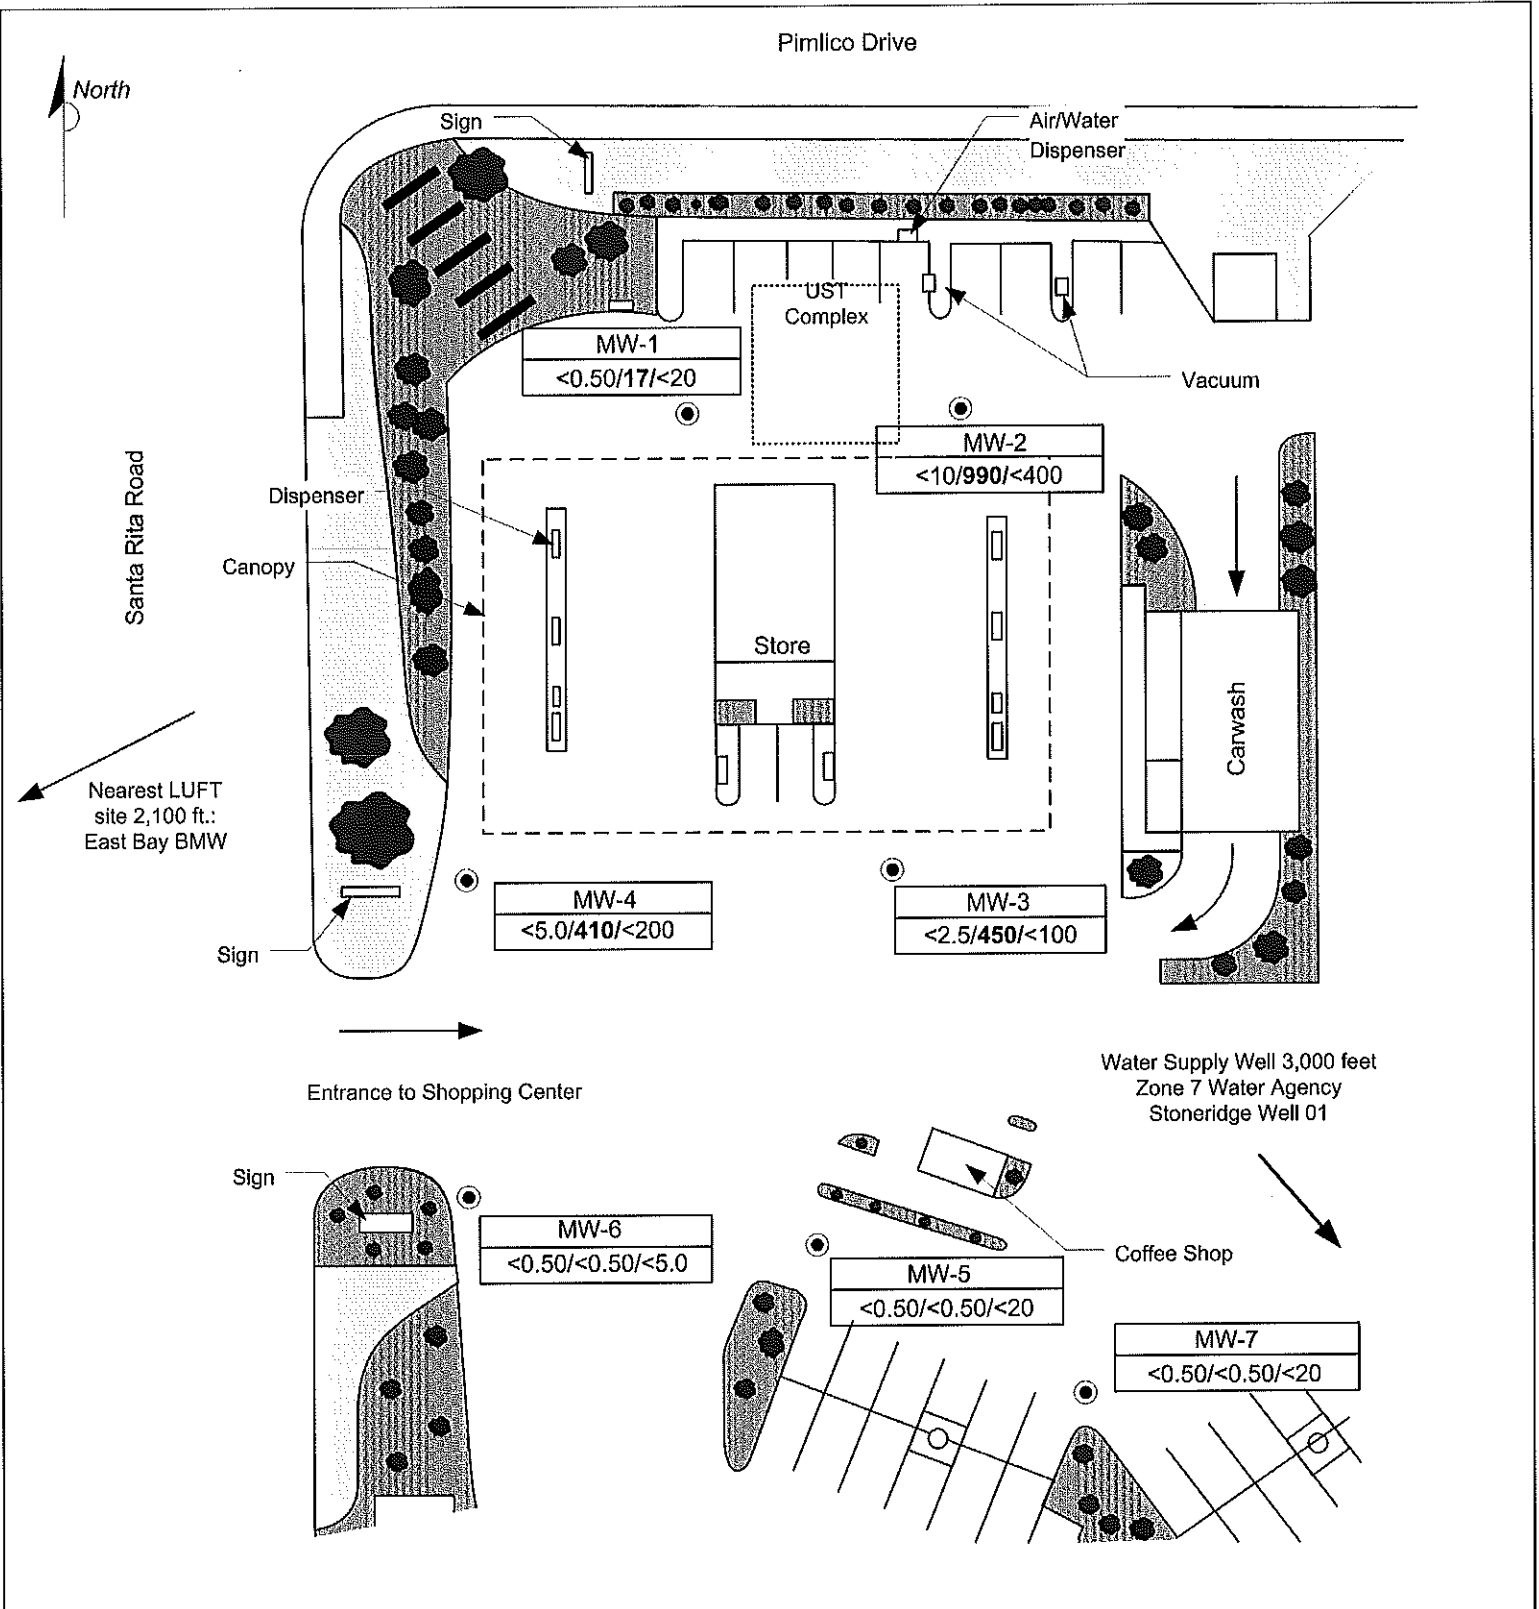 Pimlico Drive
North
Sign
Air/Water
Dispenser
UST
Complex
MW-1
<0.50/17/<20
Vacuum
MW-2
<10/990/<400
Santa Rita Road
Dispenser
Canopy
Store
Carwash
Nearest LUFT
site 2,100 ft.:
East Bay BMW
MW-4
<5.0/410/<200
MW-3
<2.5/450/<100
Sign
Entrance to Shopping Center
Water Supply Well 3,000 feet
Zone 7 Water Agency
Stoneridge Well 01
Sign
MW-6
<0.50/<0.50/<5.0
Coffee Shop
MW-5
<0.50/<0.50/<20
MW-7
<0.50/<0.50/<20